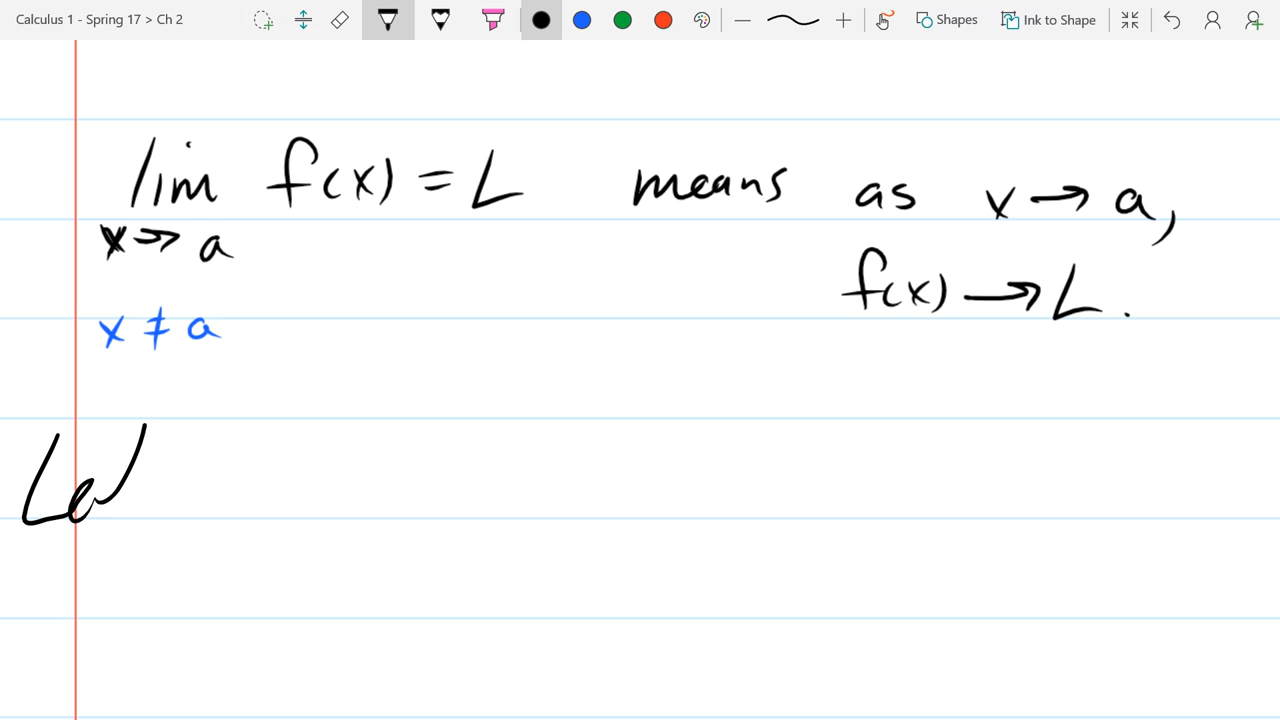 Calculus 1 - Spring 17 > Ch 2
Shapes
Ink to Shape
lim f(x) = L means as x → a,
x → a
f(x) → L.
x ≠ a